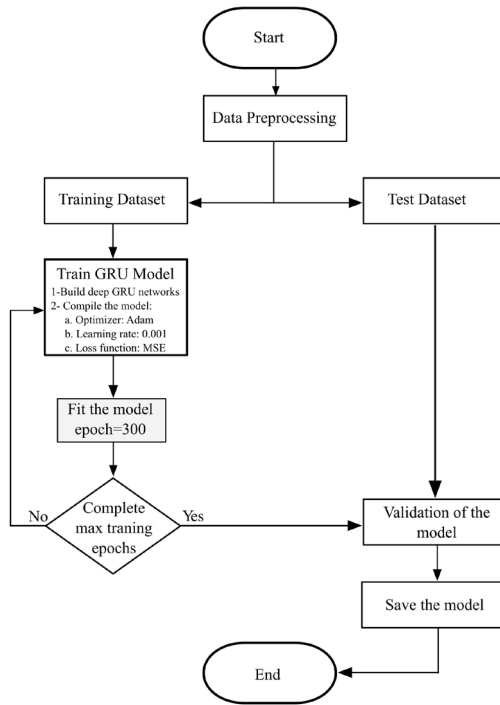 Start
Data Preprocessing
Training Dataset
Test Dataset
Train GRU Model
1-Build deep GRU networks
2- Compile the model:
a. Optimizer: Adam
b. Learning rate: 0.001
c. Loss function: MSE
Fit the model
epoch=300
No
Complete
max traning
epochs
Yes
Validation of the
model
Save the model
End